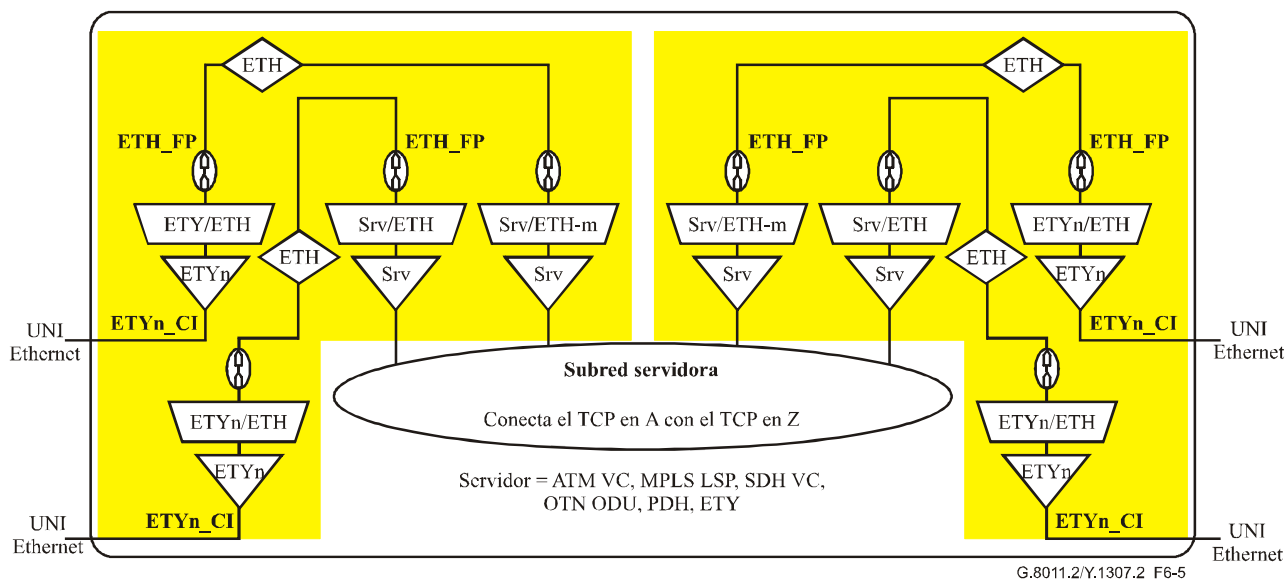 ETH
ETH
ETH_FP
ETH_FP
ETH_FP
ETH_FP
ETY/ETH
Srv/ETH
Srv/ETH-m
Srv/ETH-m
Srv/ETH
ETYn/ETH
ETH
ETH
ETYn
Srv
Srv
Srv
Srv
ETYn
UNI
Ethernet
ETYn_CI
ETYn_CI
UNI
Ethernet
Subred servidora
Conecta el TCP en A con el TCP en Z
ETYn/ETH
ETYn/ETH
ETYn
ETYn
Servidor = ATM VC, MPLS LSP, SDH VC,
OTN ODU, PDH, ETY
UNI
Ethernet
ETYn_CI
ETYn_CI
UNI
Ethernet
G.8011.2/Y.1307.2_F6-5